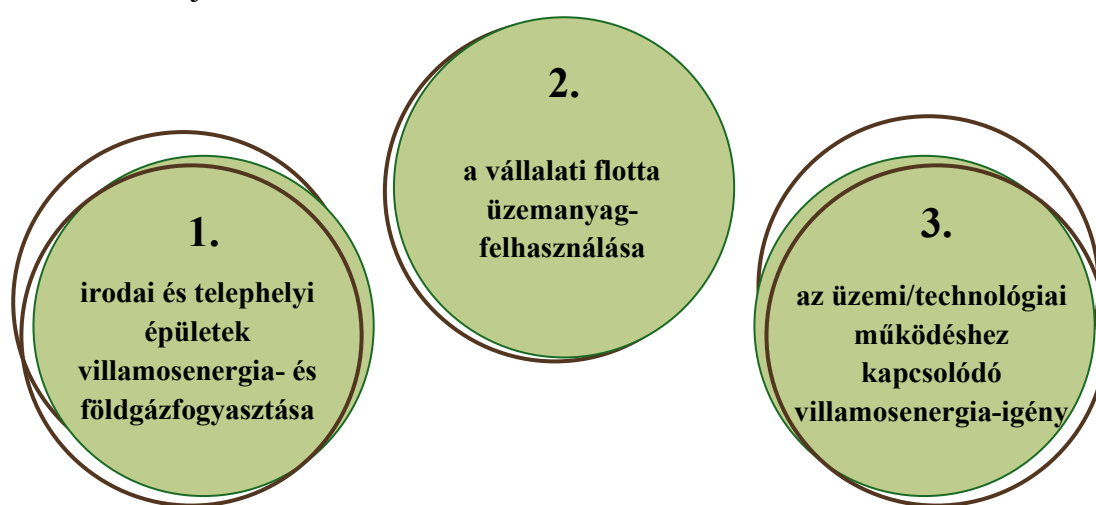 1.
irodai és telephelyi
épületek
villamosenergia- és
földgázfogyasztása
2.
a vállalati flotta
üzemanyag-
felhasználása
3.
az üzemi/technológiai
működéshez
kapcsolódó
villamosenergia-igény